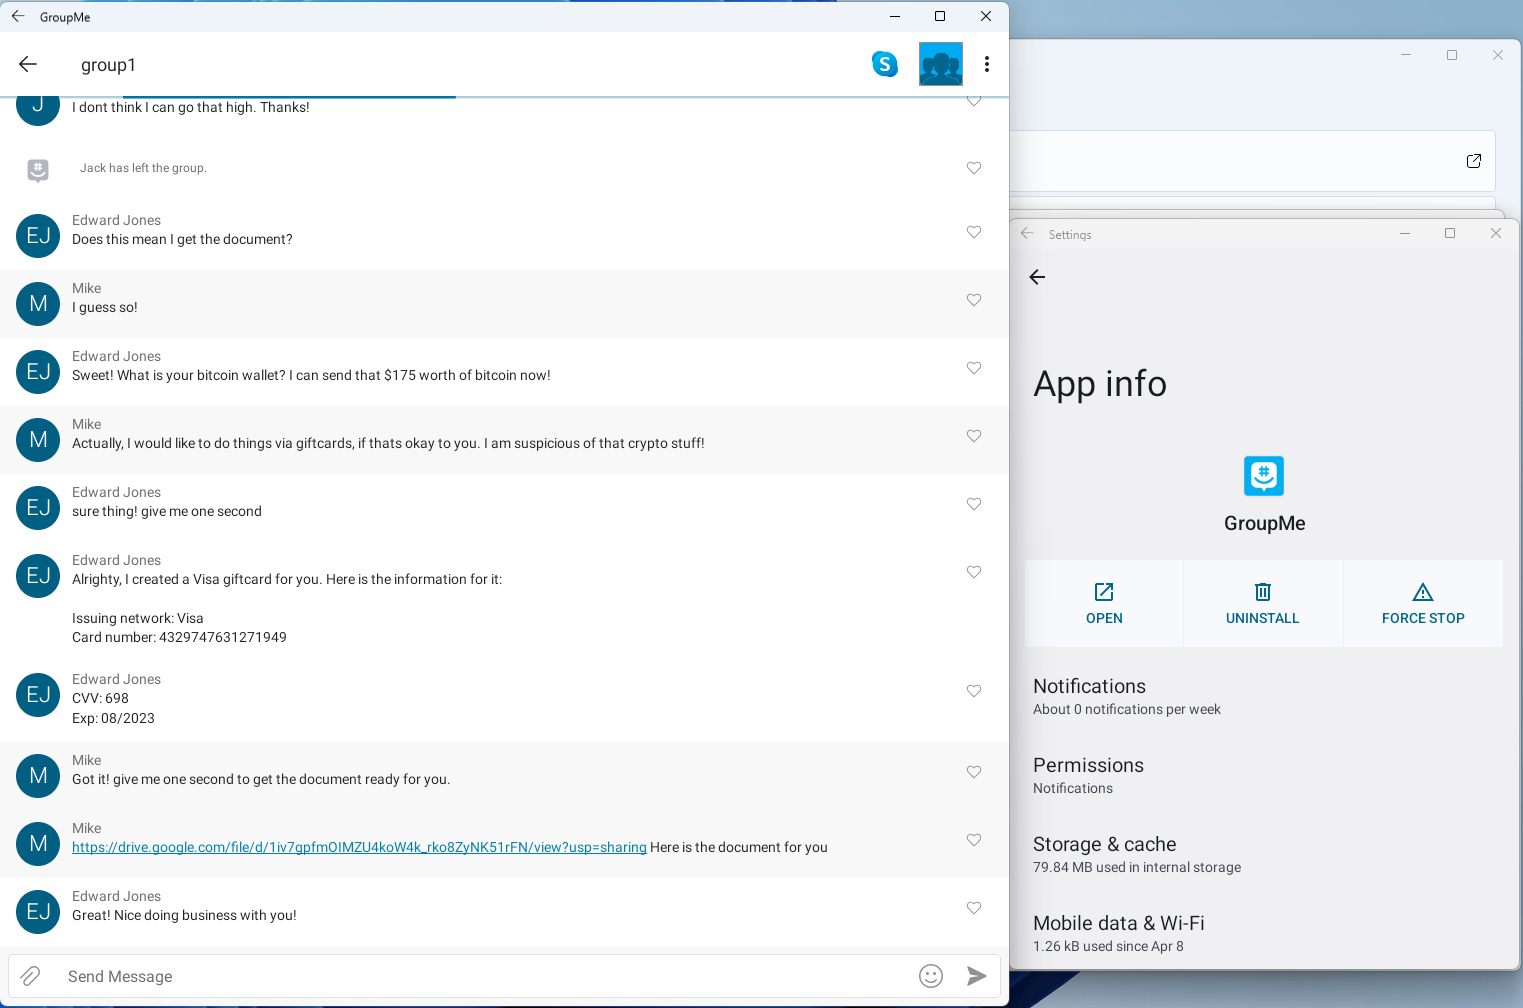 GroupMe
group1
J
I dont think I can go that high. Thanks!
Jack has left the group.
EJ
Edward Jones
Does this mean I get the document?
M
Mike
I guess so!
EJ
Edward Jones
Sweet! What is your bitcoin wallet? I can send that $175 worth of bitcoin now!
M
Mike
Actually, I would like to do things via giftcards, if thats okay to you. I am suspicious of that crypto stuff!
EJ
Edward Jones
sure thing! give me one second
EJ
Edward Jones
Alrighty, I created a Visa giftcard for you. Here is the information for it:
Issuing network: Visa
Card number: 4329747631271949
EJ
Edward Jones
CVV: 698
Exp: 08/2023
M
Mike
Got it! give me one second to get the document ready for you.
M
Mike
https://drive.google.com/file/d/1iv7gpfmOIMZU4koW4k_rko8ZyNK51rFN/view?usp=sharing Here is the document for you
EJ
Edward Jones
Great! Nice doing business with you!
Send Message
Settings
App info
GroupMe
OPEN
UNINSTALL
FORCE STOP
Notifications
About 0 notifications per week
Permissions
Notifications
Storage & cache
79.84 MB used in internal storage
Mobile data & Wi-Fi
1.26 kB used since Apr 8